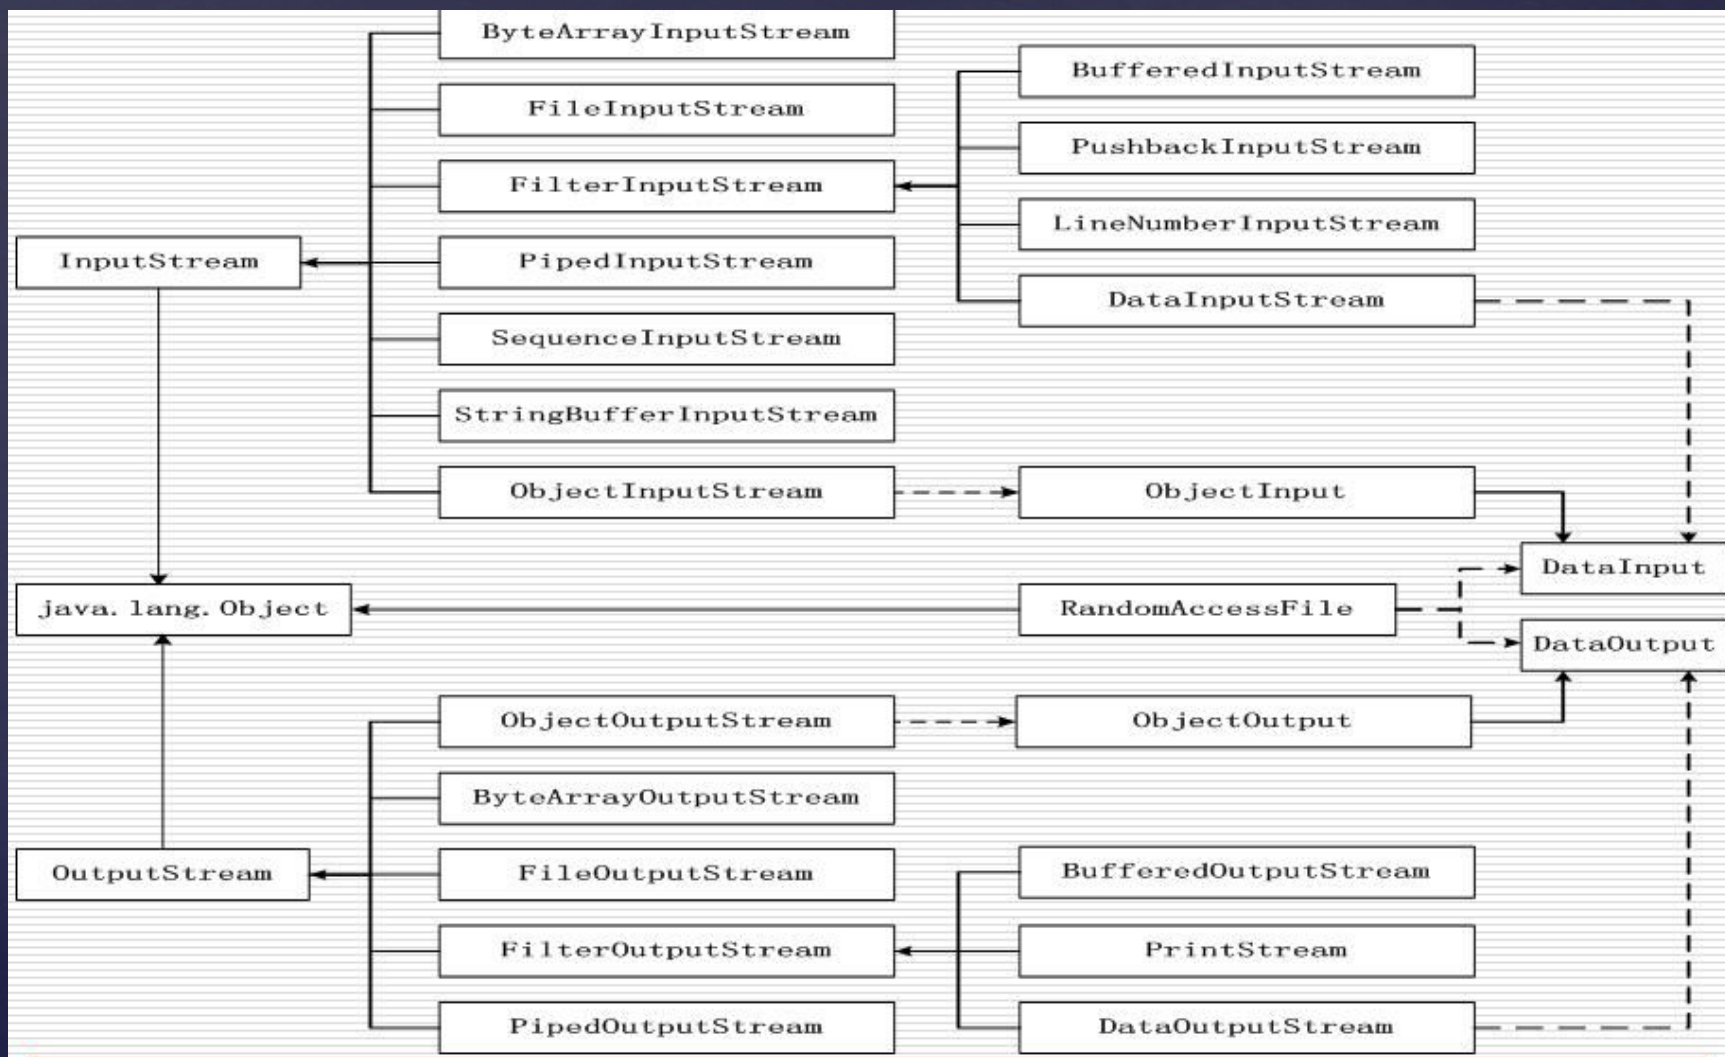 ByteArrayInputStream
BufferedInputStream
FileInputStream
PushbackInputStream
FilterInputStream
LineNumberInputStream
InputStream
PipedInputStream
DataInputStream
SequenceInputStream
StringBufferInputStream
ObjectInputStream
ObjectInput
DataInput
java.lang.Object
RandomAccessFile
DataOutput
ObjectOutputStream
ObjectOutput
ByteArrayOutputStream
OutputStream
FileOutputStream
BufferedOutputStream
FilterOutputStream
PrintStream
PipedOutputStream
DataOutputStream